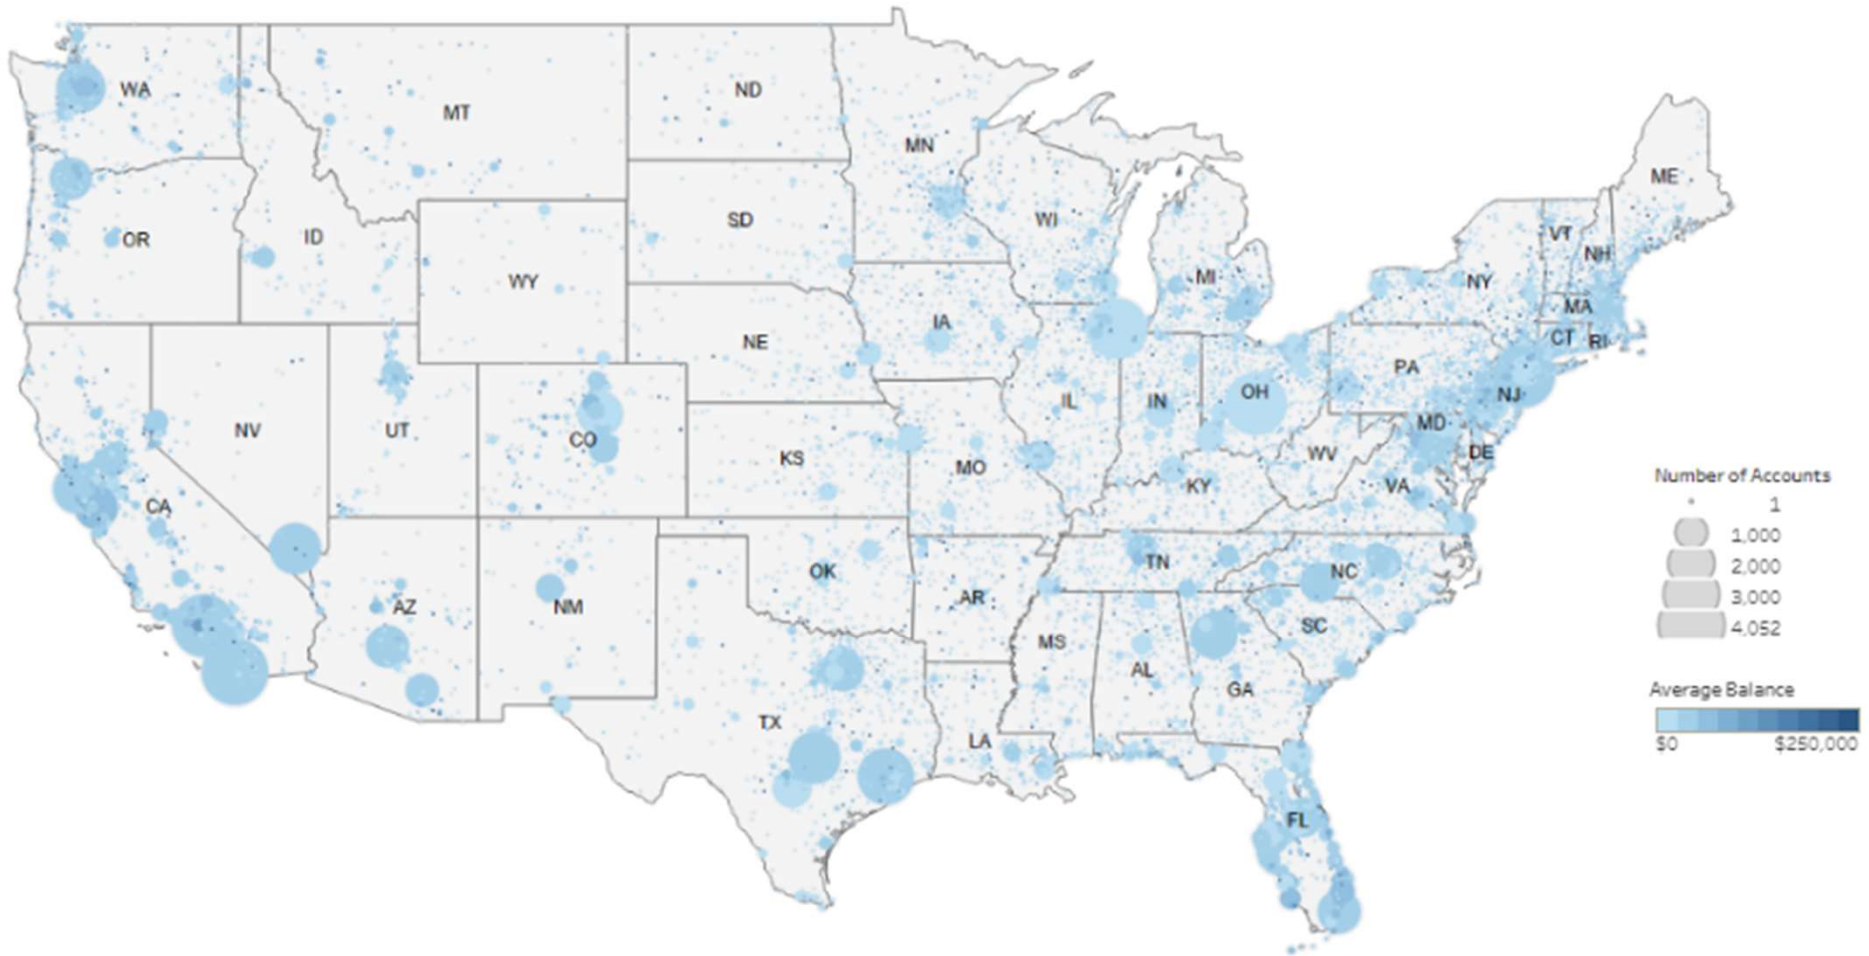 WA
MT
ND
MN
ME
OR
ID
SD
WI
VT
NH
WY
MI
NY
MA
IA
NE
CT
RI
PA
NV
UT
CO
IL
IN
OH
NJ
MD
KS
MO
WV
DE
CA
KY
VA
AZ
NM
OK
AR
TN
NC
MS
AL
GA
SC
TX
LA
FL
Number of Accounts
1
1,000
2,000
3,000
4,052
Average Balance
$0
$250,000